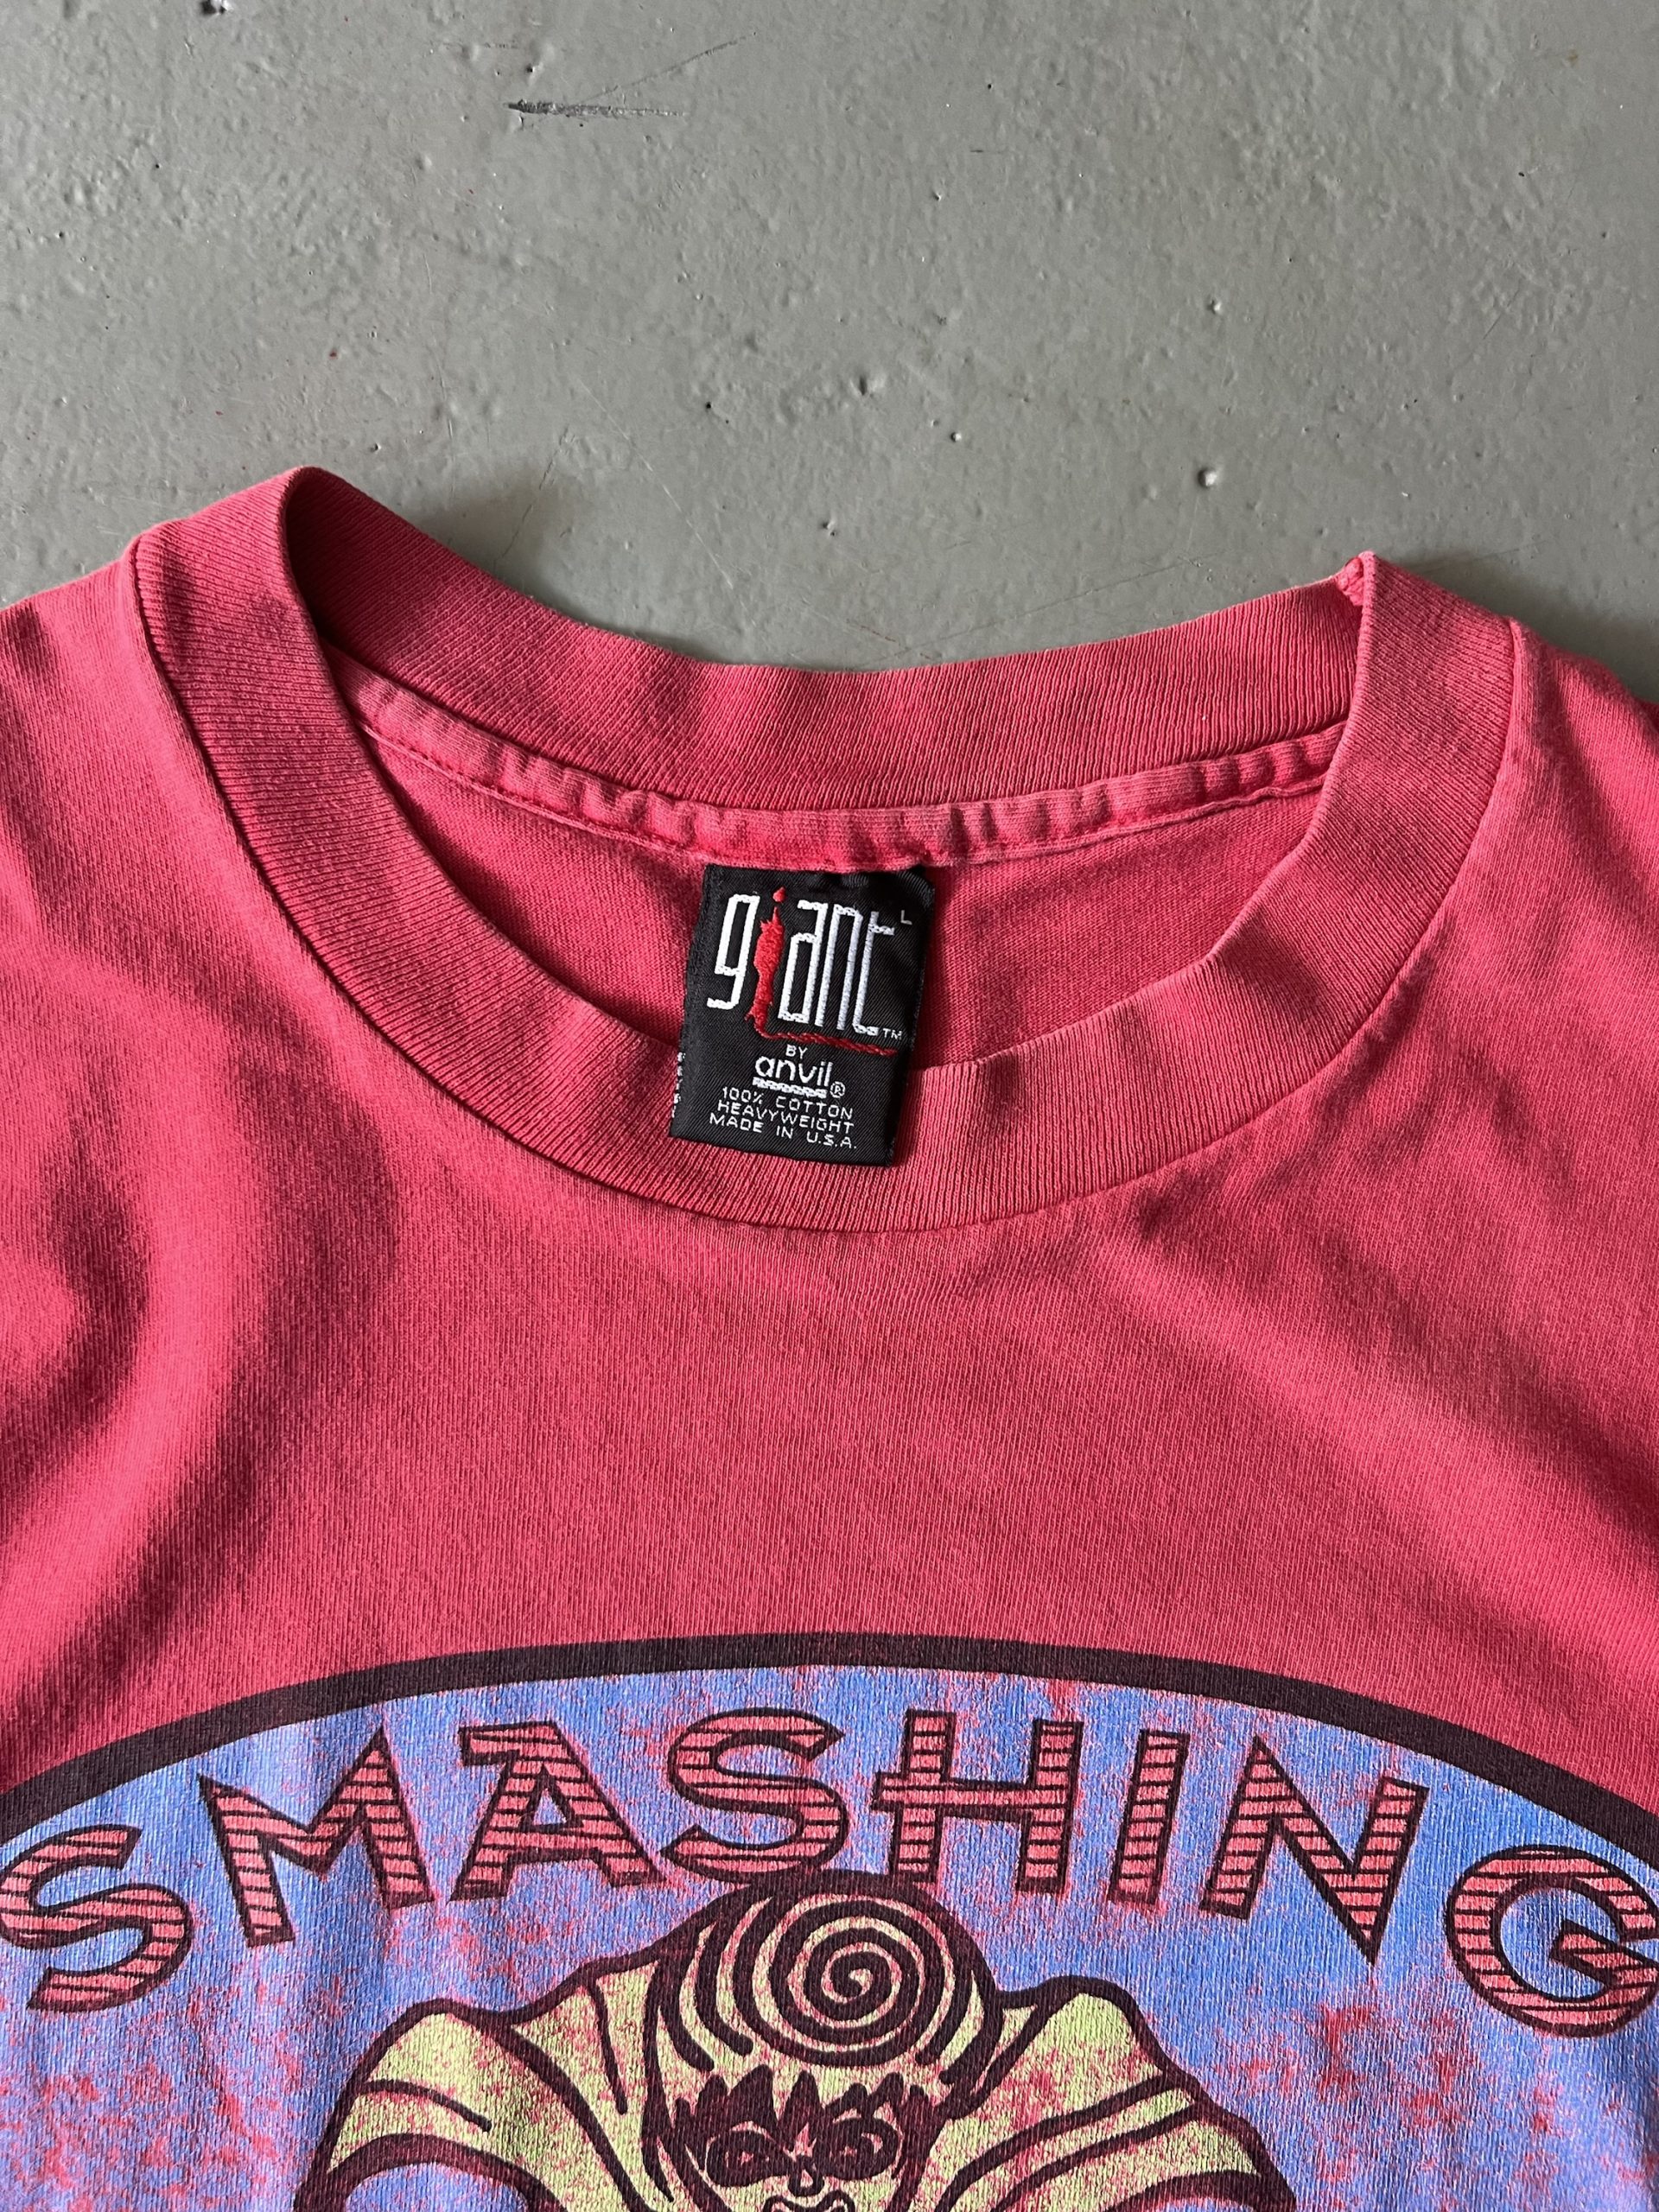 giant L
TM
BY
anvil®
100% COTTON
HEAVYWEIGHT
MADE IN U.S.A.
SMASHING